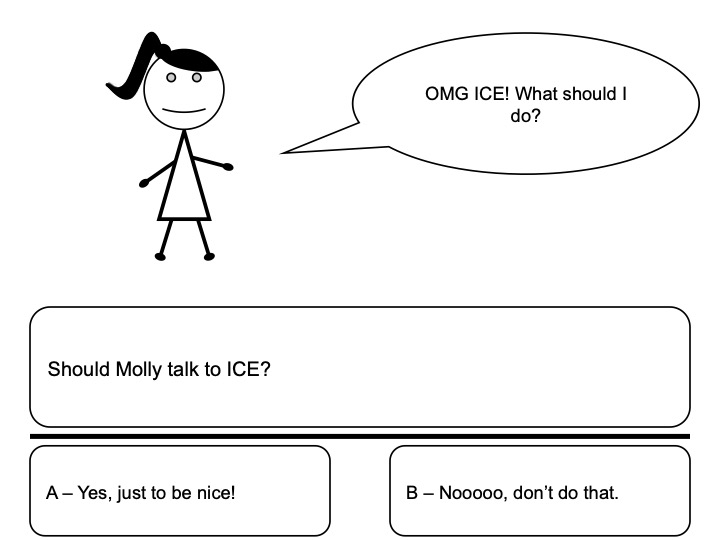 OMG ICE! What should I
do?
Should Molly talk to ICE?
A – Yes, just to be nice!
B – Nooooo, don’t do that.